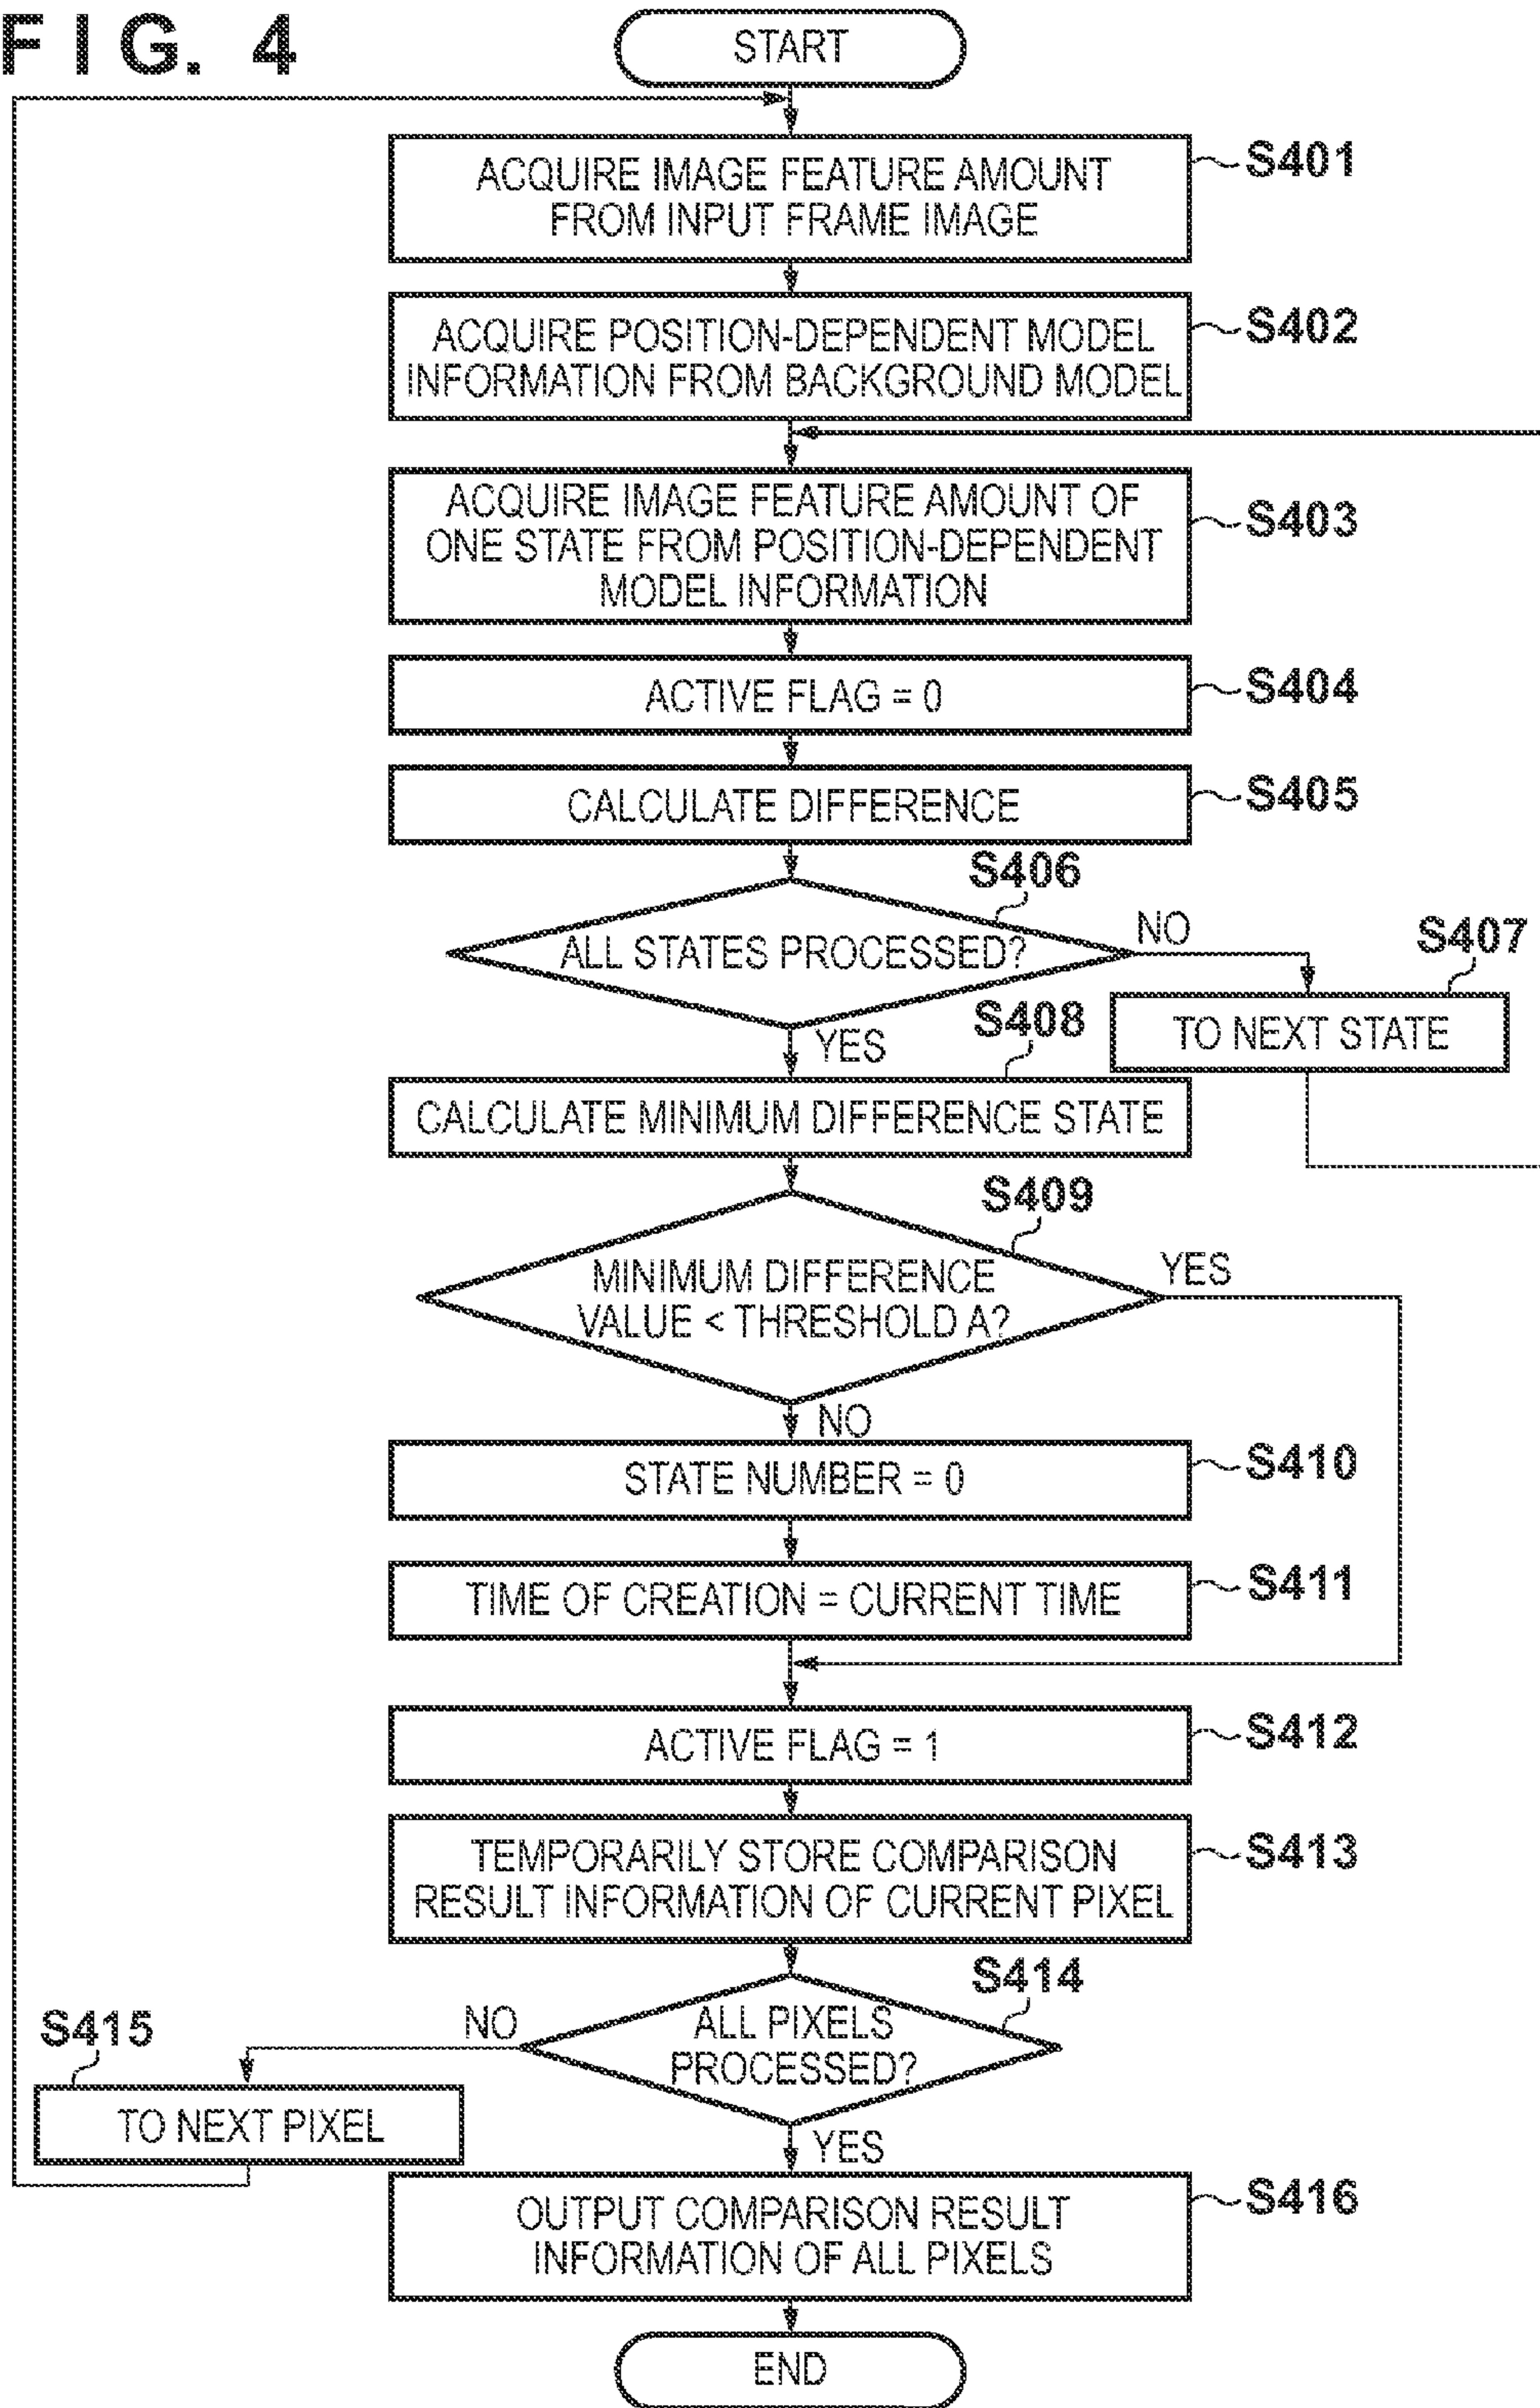 FIG. 4
START
ACQUIRE IMAGE FEATURE AMOUNT
FROM INPUT FRAME IMAGE
S401
ACQUIRE POSITION-DEPENDENT MODEL
INFORMATION FROM BACKGROUND MODEL
S402
ACQUIRE IMAGE FEATURE AMOUNT OF
ONE STATE FROM POSITION-DEPENDENT
MODEL INFORMATION
S403
ACTIVE FLAG = 0
S404
CALCULATE DIFFERENCE
S405
S406
ALL STATES PROCESSED?
NO
S407
TO NEXT STATE
YES
S408
CALCULATE MINIMUM DIFFERENCE STATE
S409
MINIMUM DIFFERENCE
VALUE < THRESHOLD A?
YES
NO
STATE NUMBER = 0
S410
TIME OF CREATION = CURRENT TIME
S411
ACTIVE FLAG = 1
S412
TEMPORARILY STORE COMPARISON
RESULT INFORMATION OF CURRENT PIXEL
S413
S414
ALL PIXELS
PROCESSED?
NO
S415
TO NEXT PIXEL
YES
OUTPUT COMPARISON RESULT
INFORMATION OF ALL PIXELS
S416
END